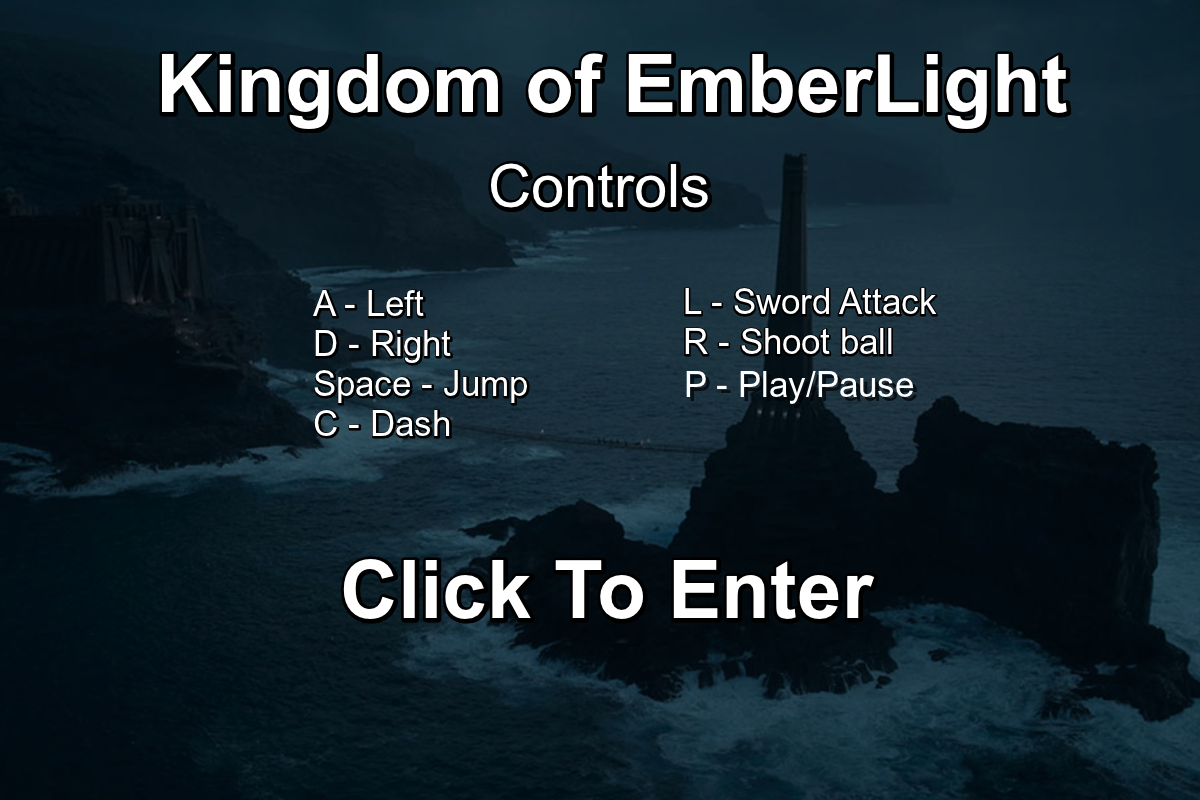 Kingdom of EmberLight
Controls
A - Left
D - Right
Space - Jump
C - Dash
L - Sword Attack
R - Shoot ball
P - Play/Pause
Click To Enter